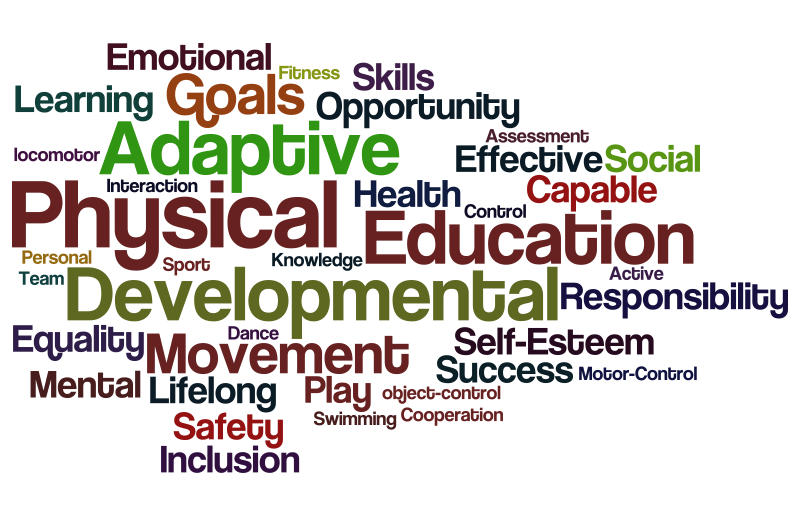 Emotional
Fitness
Skills
Learning
Goals
Opportunity
Adaptive
Assessment
locomotor
Effective
Social
Interaction
Health
Capable
Physical
Control
Education
Personal
Sport
Knowledge
Team
Active
Developmental
Responsibility
Equality
Dance
Movement
Self-Esteem
Success
Motor-Control
Mental
Lifelong
Play
object-control
Swimming
Cooperation
Safety
Inclusion